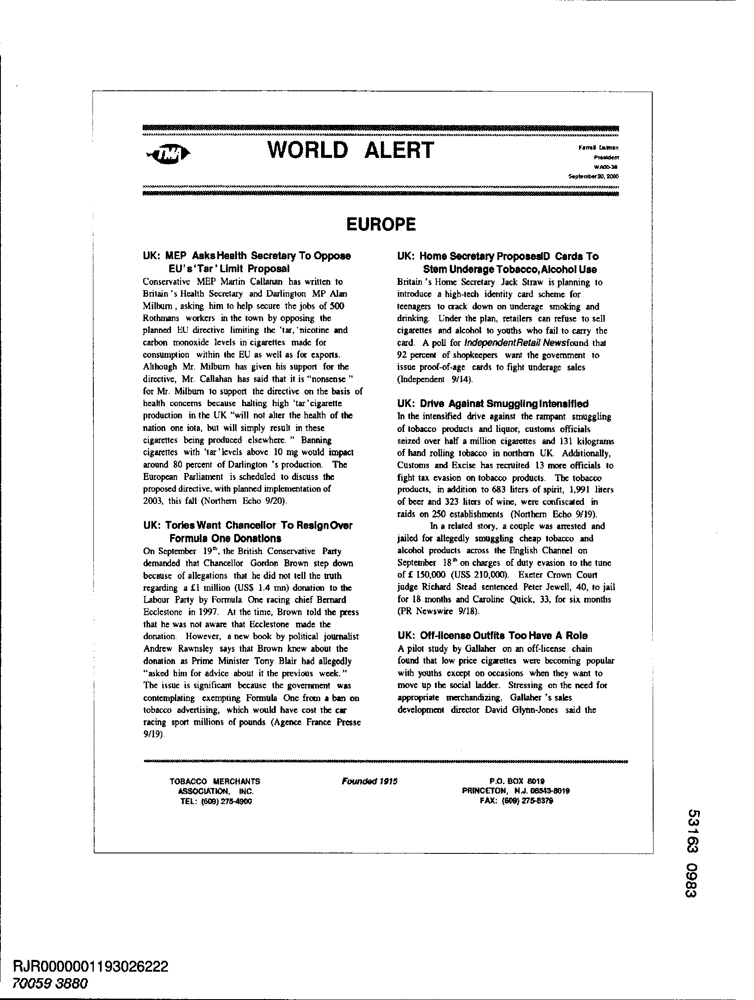 TMA
WORLD ALERT
Farrell Delman
President
WA00-38
September 20, 2000
EUROPE
UK: MEP Asks Health Secretary To Oppose
EU's 'Tar' Limit Proposal
Conservative MEP Martin Callanan has written to
Britain's Health Secretary and Darlington MP Alan
Milburn, asking him to help secure the jobs of 500
Rothmans workers in the town by opposing the
planned EU directive limiting the 'tar, 'nicotine and
carbon monoxide levels in cigarettes made for
consumption within the EU as well as for exports.
Although Mr. Milburn has given his support for the
directive, Mr. Callahan has said that it is "nonsense"
for Mr. Milburn to support the directive on the basis of
health concerns because halting high 'tar' cigarette
production in the UK "will not alter the health of the
nation one iota, but will simply result in these
cigarettes being produced elsewhere." Banning
cigarettes with 'tar' levels above 10 mg would impact
around 80 percent of Darlington's production. The
European Parliament is scheduled to discuss the
proposed directive, with planned implementation of
2003, this fall (Northern Echo 9/20).
UK: Tories Want Chancellor To Resign Over
Formula One Donations
On September 19th, the British Conservative Party
demanded that Chancellor Gordon Brown step down
because of allegations that he did not tell the truth
regarding a £1 million (US$ 1.4 mn) donation to the
Labour Party by Formula One racing chief Bernard
Ecclestone in 1997. At the time, Brown told the press
that he was not aware that Ecclestone made the
donation. However, a new book by political journalist
Andrew Rawnsley says that Brown knew about the
donation as Prime Minister Tony Blair had allegedly
"asked him for advice about it the previous week."
The issue is significant because the government was
contemplating exempting Formula One from a ban on
tobacco advertising, which would have cost the car
racing sport millions of pounds (Agence France Presse
9/19).
UK: Home Secretary Proposes ID Cards To
Stem Underage Tobacco, Alcohol Use
Britain's Home Secretary Jack Straw is planning to
introduce a high-tech identity card scheme for
teenagers to crack down on underage smoking and
drinking. Under the plan, retailers can refuse to sell
cigarettes and alcohol to youths who fail to carry the
card. A poll for Independent Retail News found that
92 percent of shopkeepers want the government to
issue proof-of-age cards to fight underage sales
(Independent 9/14).
UK: Drive Against Smuggling Intensified
In the intensified drive against the rampant smuggling
of tobacco products and liquor, customs officials
seized over half a million cigarettes and 131 kilograms
of hand rolling tobacco in northern UK. Additionally,
Customs and Excise has recruited 13 more officials to
fight tax evasion on tobacco products. The tobacco
products, in addition to 683 liters of spirit, 1,991 liters
of beer and 323 liters of wine, were confiscated in
raids on 250 establishments (Northern Echo 9/19).
In a related story, a couple was arrested and
jailed for allegedly smuggling cheap tobacco and
alcohol products across the English Channel on
September 18th on charges of duty evasion to the tune
of £ 150,000 (US$ 210,000). Exeter Crown Court
judge Richard Stead sentenced Peter Jewell, 40, to jail
for 18 months and Caroline Quick, 33, for six months
(PR Newswire 9/18).
UK: Off-license Outfits Too Have A Role
A pilot study by Gallaher on an off-license chain
found that low price cigarettes were becoming popular
with youths except on occasions when they want to
move up the social ladder. Stressing on the need for
appropriate merchandizing, Gallaher's sales
development director David Glynn-Jones said the
TOBACCO MERCHANTS
ASSOCIATION, INC.
TEL: (609) 275-4900
Founded 1915
P.O. BOX 8019
PRINCETON, N.J. 08543-8019
FAX: (609) 275-8379
53163 0983
RJR0000001193026222
70059 3880